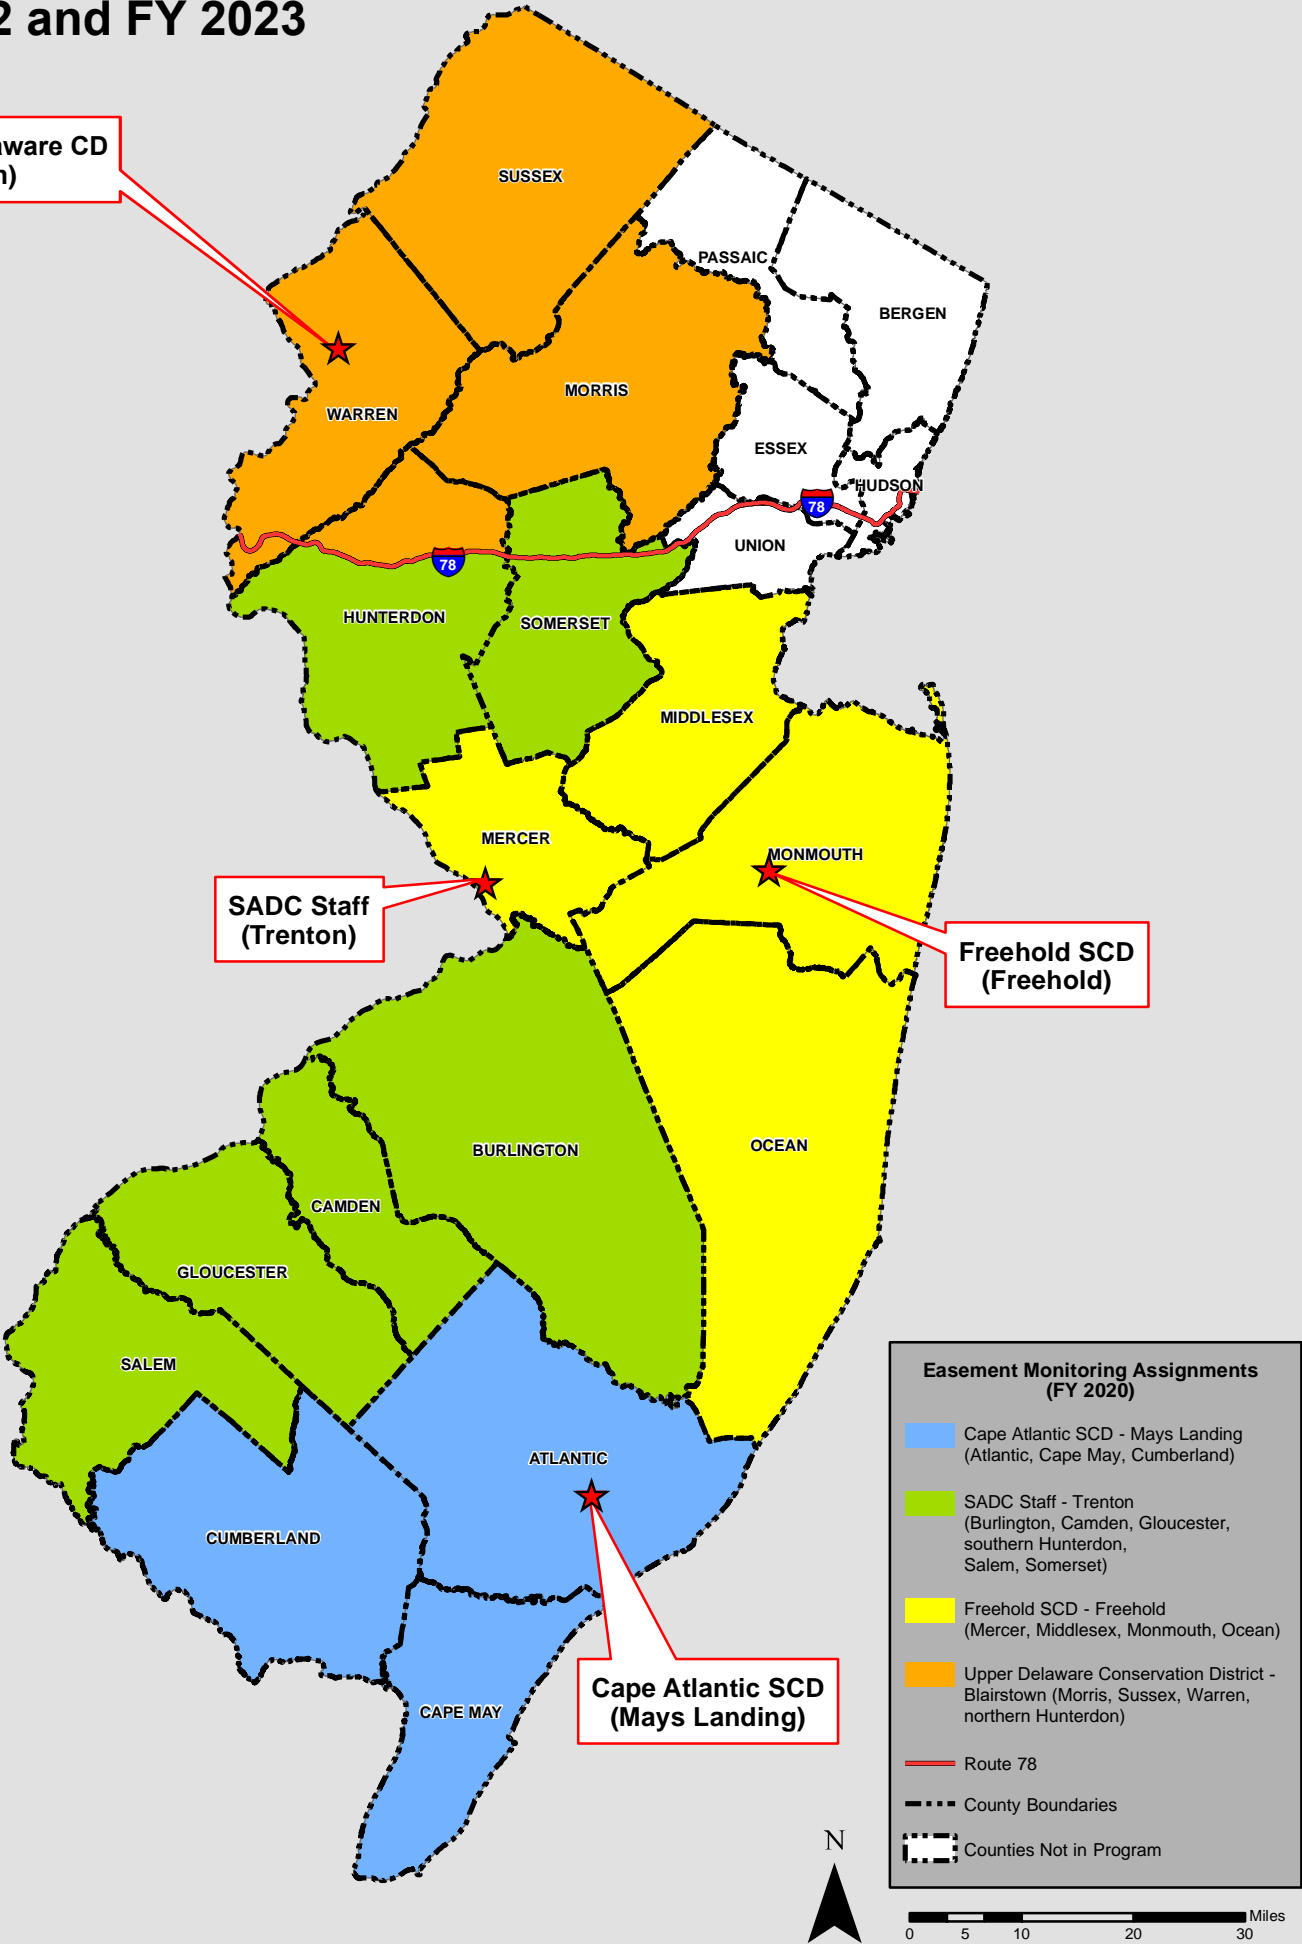 2 and FY 2023
aware CD
n)
SUSSEX
PASSAIC
BERGEN
MORRIS
WARREN
ESSEX
HUDSON
78
UNION
78
HUNTERDON
SOMERSET
MIDDLESEX
MERCER
MONMOUTH
SADC Staff
(Trenton)
Freehold SCD
(Freehold)
OCEAN
BURLINGTON
CAMDEN
GLOUCESTER
SALEM
ATLANTIC
CUMBERLAND
Cape Atlantic SCD
(Mays Landing)
CAPE MAY
Easement Monitoring Assignments
(FY 2020)
Cape Atlantic SCD - Mays Landing
(Atlantic, Cape May, Cumberland)
SADC Staff - Trenton
(Burlington, Camden, Gloucester,
southern Hunterdon,
Salem, Somerset)
Freehold SCD - Freehold
(Mercer, Middlesex, Monmouth, Ocean)
Upper Delaware Conservation District -
Blairstown (Morris, Sussex, Warren,
northern Hunterdon)
Route 78
County Boundaries
Counties Not in Program
N
Miles
0 5 10 20 30